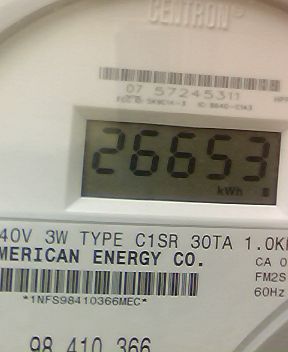 CENTRON®
07 57245311
26653
kWh
40V 3W TYPE C1SR 30TA 1.0K
MERICAN ENERGY CO.
CA 0
FM2S
60Hz
*1NFS98410366MEC*
98 410 366